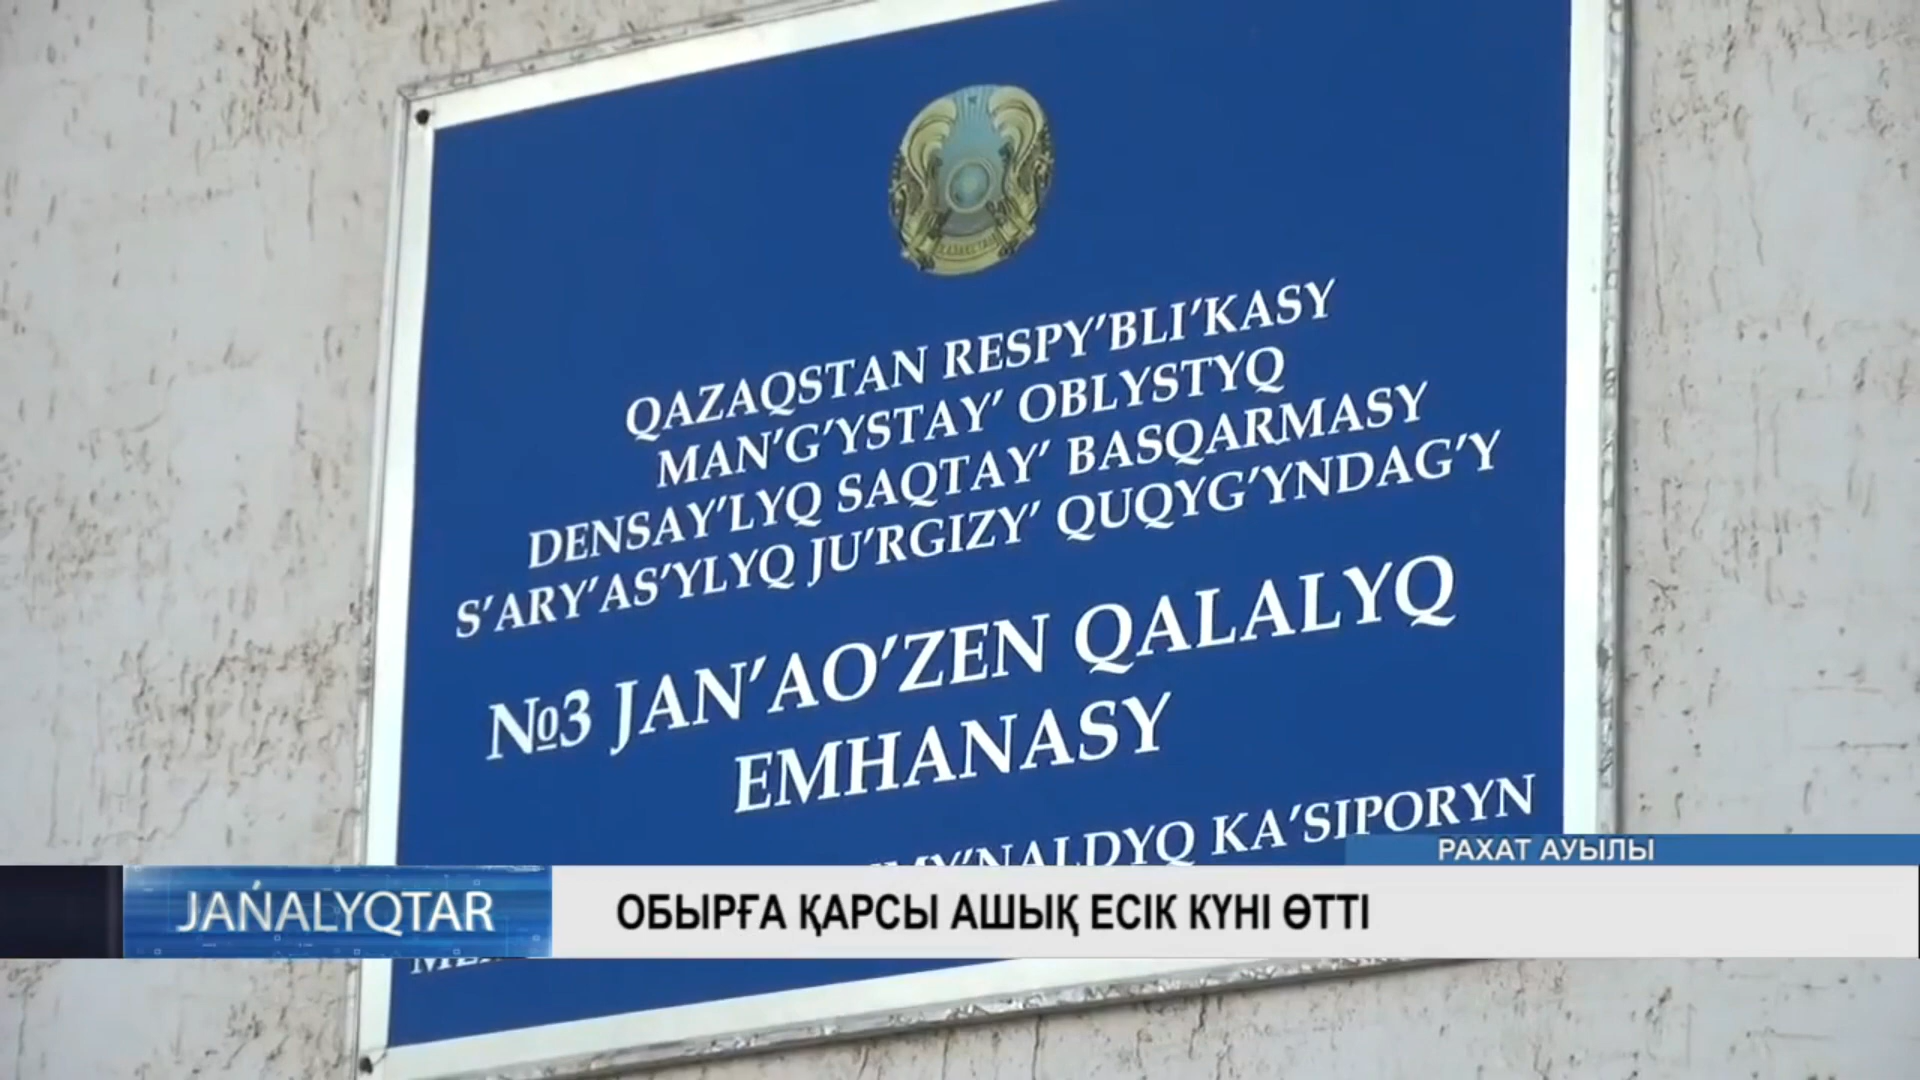 QAZAQSTAN RESPY’BLI’KASY
MAN’G’YSTAY’ OBLYSTYQ
DENSAY’LYQ SAQTAY’ BASQARMASY
S’ARY’AS’YLYQ JU’RGIZY’ QUQYG’YNDAG’Y
№3 JAN’AO’ZEN QALALYQ
EMHANASY
KA’SIPORYN
РАХАТ АУЫЛЫ
JAŃALYQTAR
ОБЫРҒА ҚАРСЫ АШЫҚ ЕСІК КҮНІ ӨТТІ